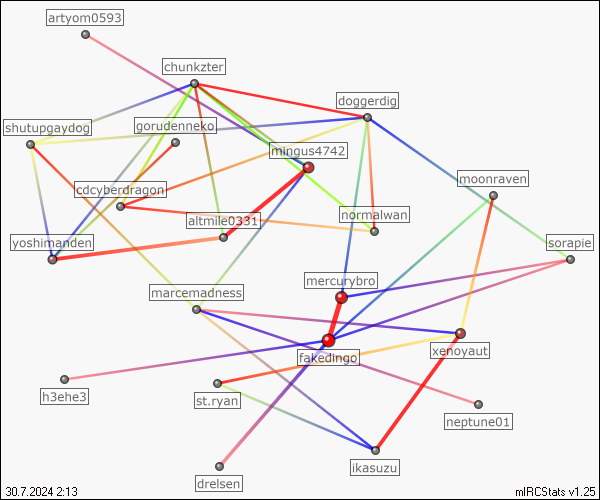 artyom0593
chunkzter
doggerdig
shutupgaydog
gorudenneko
mingus4742
moonraven
cdcyberdragon
altmile0331
normalwan
yoshimanden
sorapie
mercurybro
marcemadness
fakedingo
xenoyaut
h3ehe3
st.ryan
neptune01
ikasuzu
drelsen
30.7.2024 2:13
mIRCStats v1.25